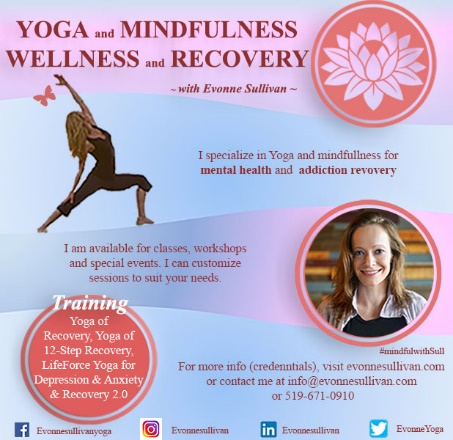 YOGA and MINDFULNESS
WELLNESS and RECOVERY
~ with Evonne Sullivan ~
I specialize in Yoga and mindfullness for
mental health and addiction revovery
I am available for classes, workshops
and special events. I can customize
sessions to suit your needs.
Training
Yoga of
Recovery, Yoga of
12-Step Recovery,
LifeForce Yoga for
Depression & Anxiety
& Recovery 2.0
#mindfulwithSull
For more info (credenntials), visit evonnesullivan.com
or contact me at info@evonnesullivan.com
or 519-671-0910
Evonnesullivanyoga
Evonnesullivan
Evonnesullivan
EvonneYoga